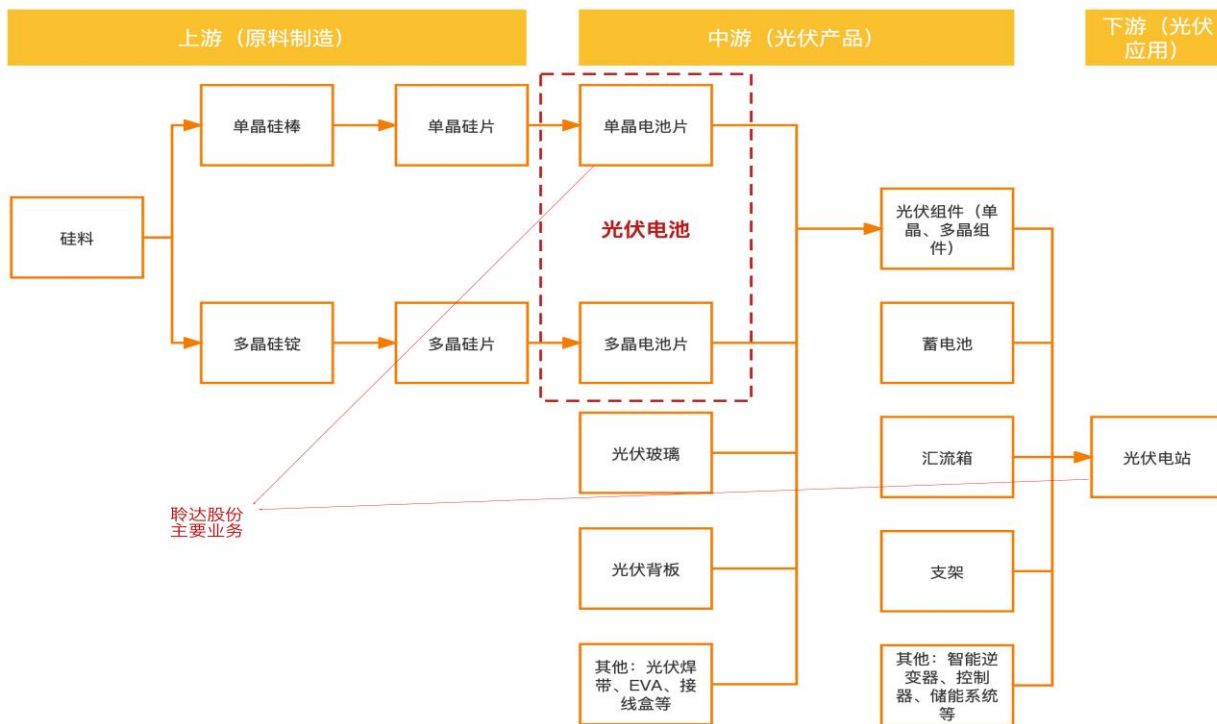 上游（原料制造）
中游（光伏产品）
下游（光伏
应用）
单晶硅棒
单晶硅片
单晶电池片
硅料
光伏电池
光伏组件（单
晶、多晶组
件）
多晶硅锭
多晶硅片
多晶电池片
蓄电池
光伏玻璃
汇流箱
光伏电站
聆达股份
主要业务
光伏背板
支架
其他：光伏焊
带、EVA、接
线盒等
其他：智能逆
变器、控制
器、储能系统
等